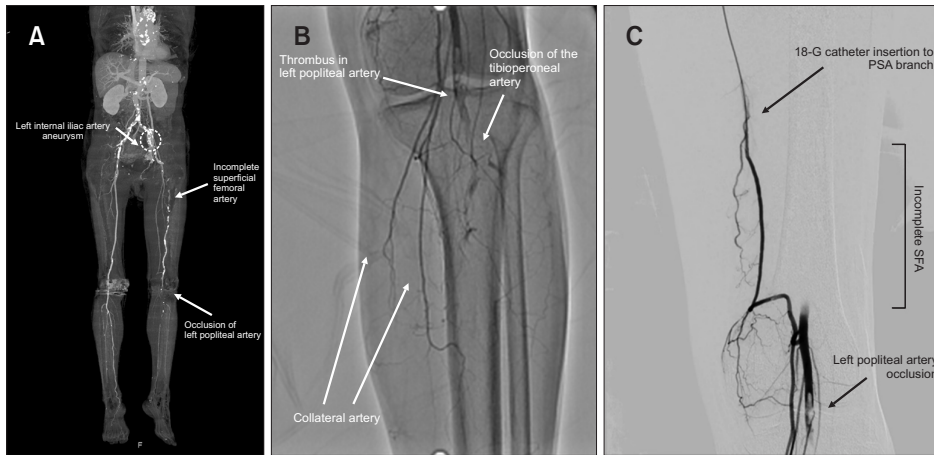 A
Left internal iliac artery
aneurysm
Incomplete
superficial
femoral
artery
Occlusion of
left popliteal artery
F
B
Thrombus in
left popliteal artery
Occlusion of the
tibioperoneal
artery
Collateral artery
C
18-G catheter insertion to
PSA branch
Incomplete SFA
Left popliteal artery
occlusion